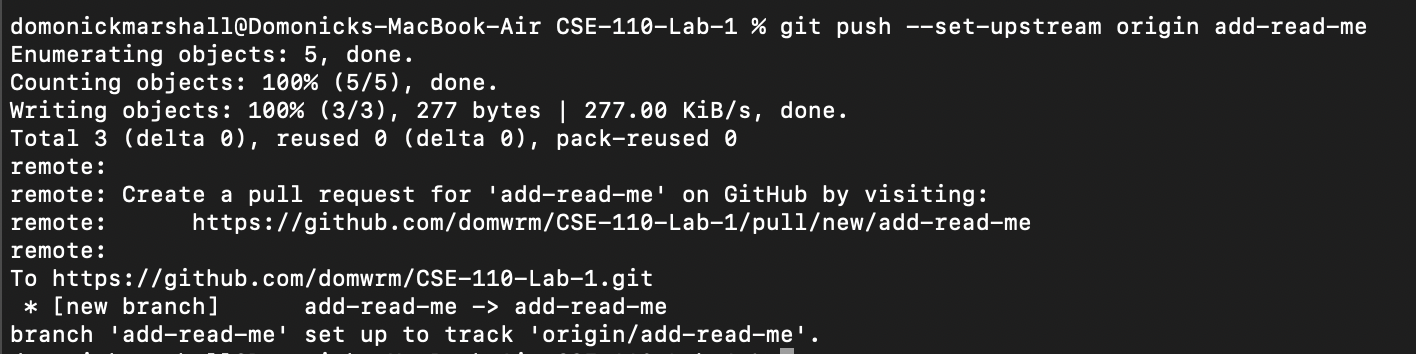 domonickmarshall@Domonicks-MacBook-Air CSE-110-Lab-1 % git push --set-upstream origin add-read-me
Enumerating objects: 5, done.
Counting objects: 100% (5/5), done.
Writing objects: 100% (3/3), 277 bytes | 277.00 KiB/s, done.
Total 3 (delta 0), reused 0 (delta 0), pack-reused 0
remote:
remote: Create a pull request for 'add-read-me' on GitHub by visiting:
remote:      https://github.com/domwrm/CSE-110-Lab-1/pull/new/add-read-me
remote:
To https://github.com/domwrm/CSE-110-Lab-1.git
 * [new branch]      add-read-me -> add-read-me
branch 'add-read-me' set up to track 'origin/add-read-me'.